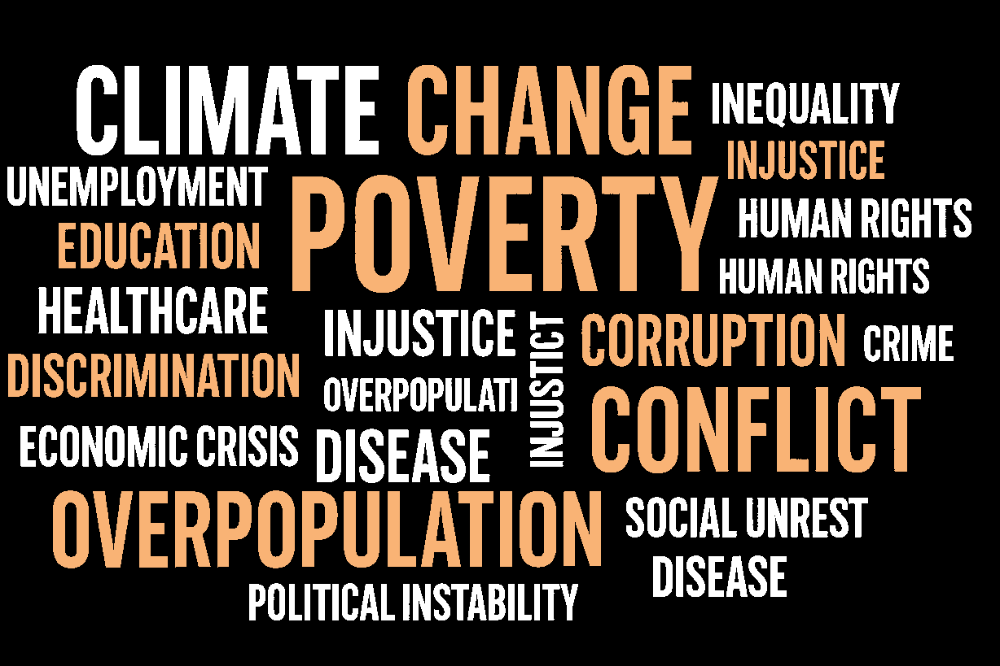 CLIMATE CHANGE
INEQUALITY
INJUSTICE
UNEMPLOYMENT
POVERTY
HUMAN RIGHTS
EDUCATION
HUMAN RIGHTS
HEALTHCARE
INJUSTICE
INJUSTICT
CORRUPTION
CRIME
DISCRIMINATION
OVERPOPULATI
CONFLICT
ECONOMIC CRISIS
DISEASE
OVERPOPULATION
SOCIAL UNREST
DISEASE
POLITICAL INSTABILITY